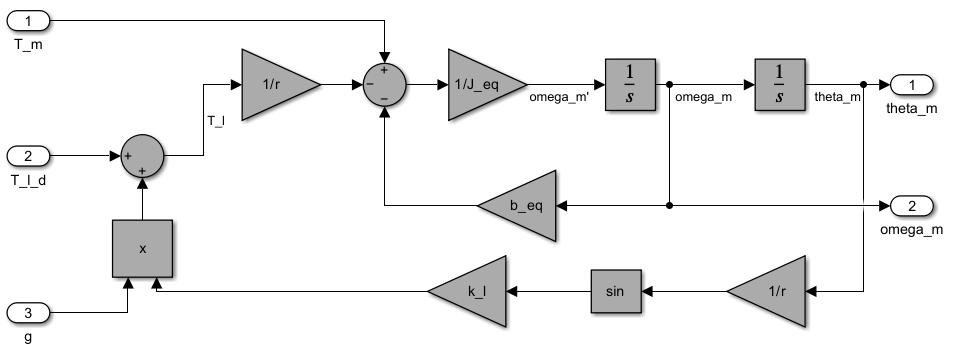 1
T_m
1/r
+
−
−
1/J_eq
omega_m'
1
s
omega_m
1
s
theta_m
1
theta_m
T_l
2
T_l_d
+
+
b_eq
2
omega_m
x
k_l
sin
1/r
3
g